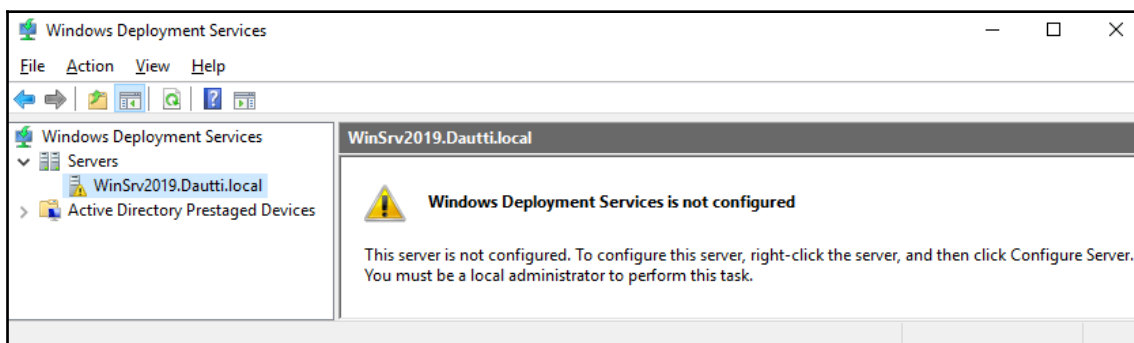 Windows Deployment Services
File Action View Help
Windows Deployment Services
Servers
WinSrv2019.Dautti.local
Active Directory Prestaged Devices
WinSrv2019.Dautti.local
Windows Deployment Services is not configured
This server is not configured. To configure this server, right-click the server, and then click Configure Server.
You must be a local administrator to perform this task.